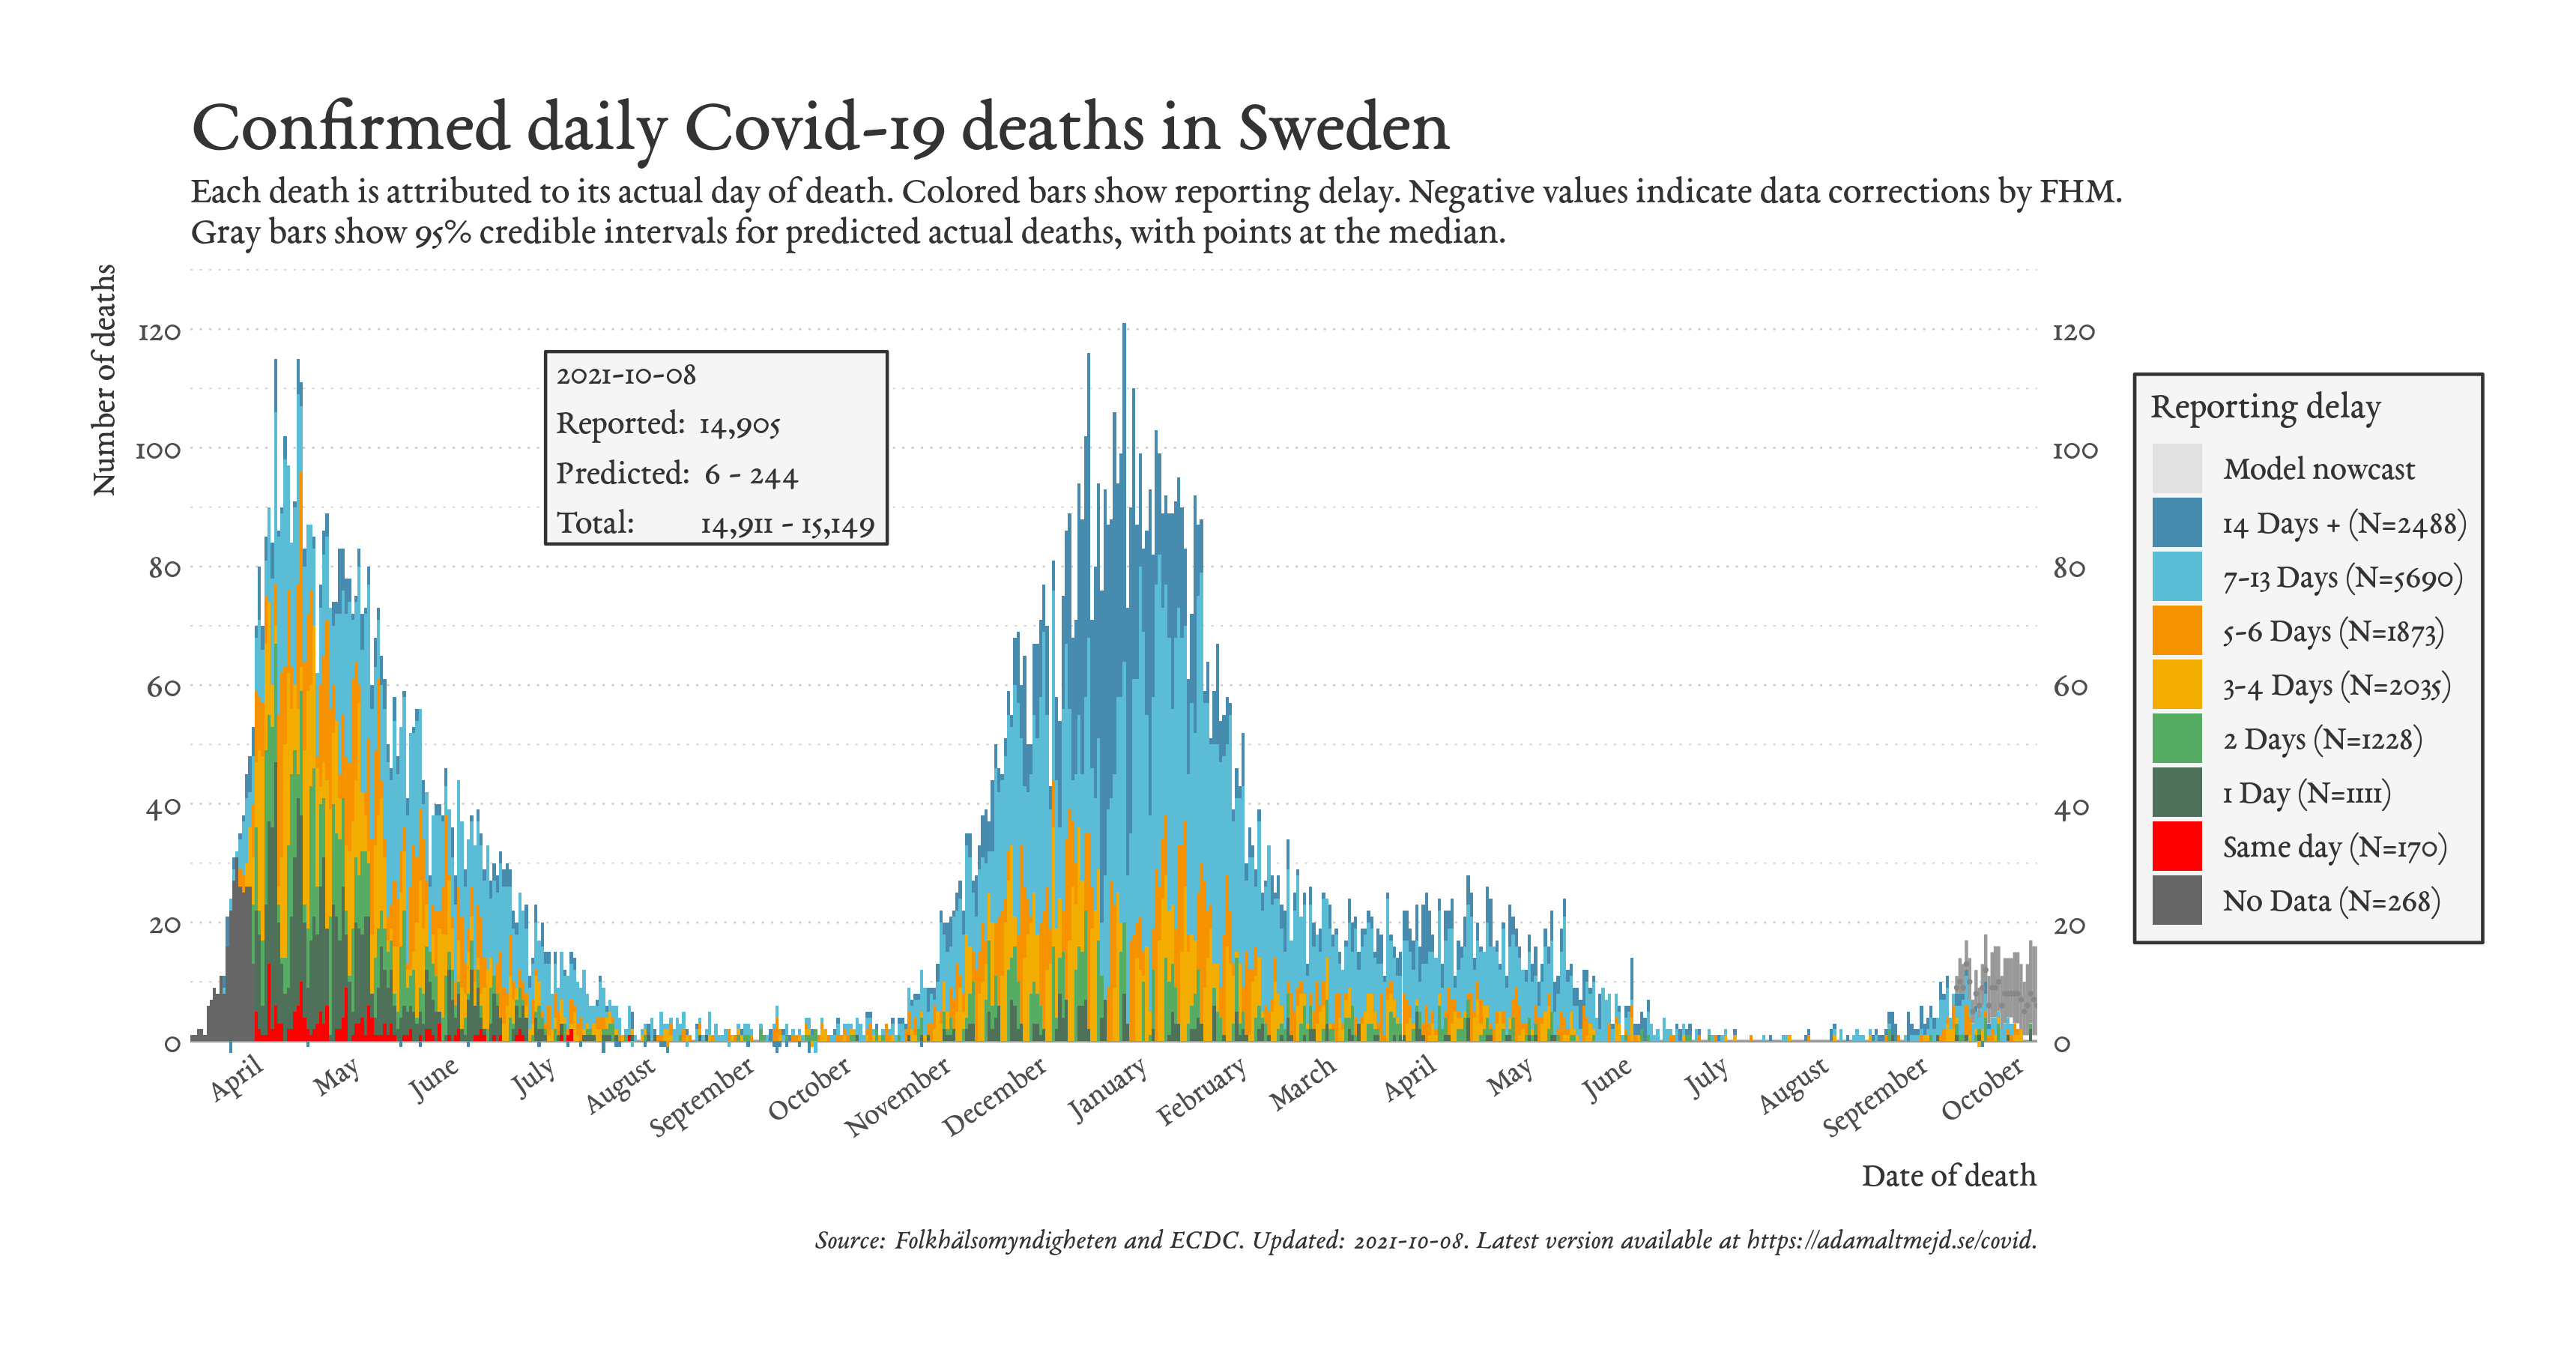 Confirmed daily Covid-19 deaths in Sweden
Each death is attributed to its actual day of death. Colored bars show reporting delay. Negative values indicate data corrections by FHM.
Gray bars show 95% credible intervals for predicted actual deaths, with points at the median.
Number of deaths
120
100
80
60
40
20
0
2021-10-08
Reported: 14,905
Predicted: 6 - 244
Total: 14,911 - 15,149
120
100
80
60
40
20
0
Reporting delay
Model nowcast
14 Days + (N=2488)
7-13 Days (N=5690)
5-6 Days (N=1873)
3-4 Days (N=2035)
2 Days (N=1228)
1 Day (N=1111)
Same day (N=170)
No Data (N=268)
April
May
June
July
August
September
October
November
December
January
February
March
April
May
June
July
August
September
October
Date of death
Source: Folkhälsomyndigheten and ECDC. Updated: 2021-10-08. Latest version available at https://adamaltmejd.se/covid.